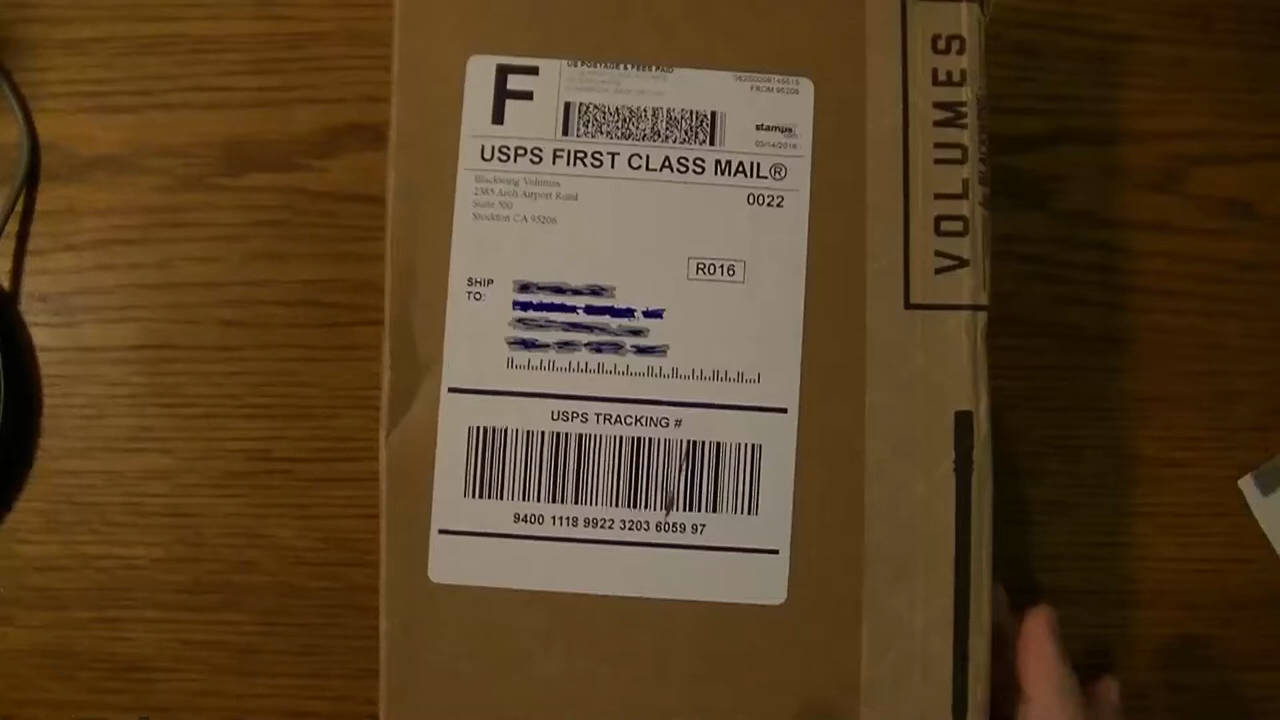 F
US POSTAGE & FEES PAID
FROM 95206
stamps
.com
03/14/2016
USPS FIRST CLASS MAIL®
Blackwing Volumes
2385 Arch Airport Road
Suite 500
Stockton CA 95206
0022
R016
SHIP
TO:
USPS TRACKING #
9400 1118 9922 3203 6059 97
VOLUMES